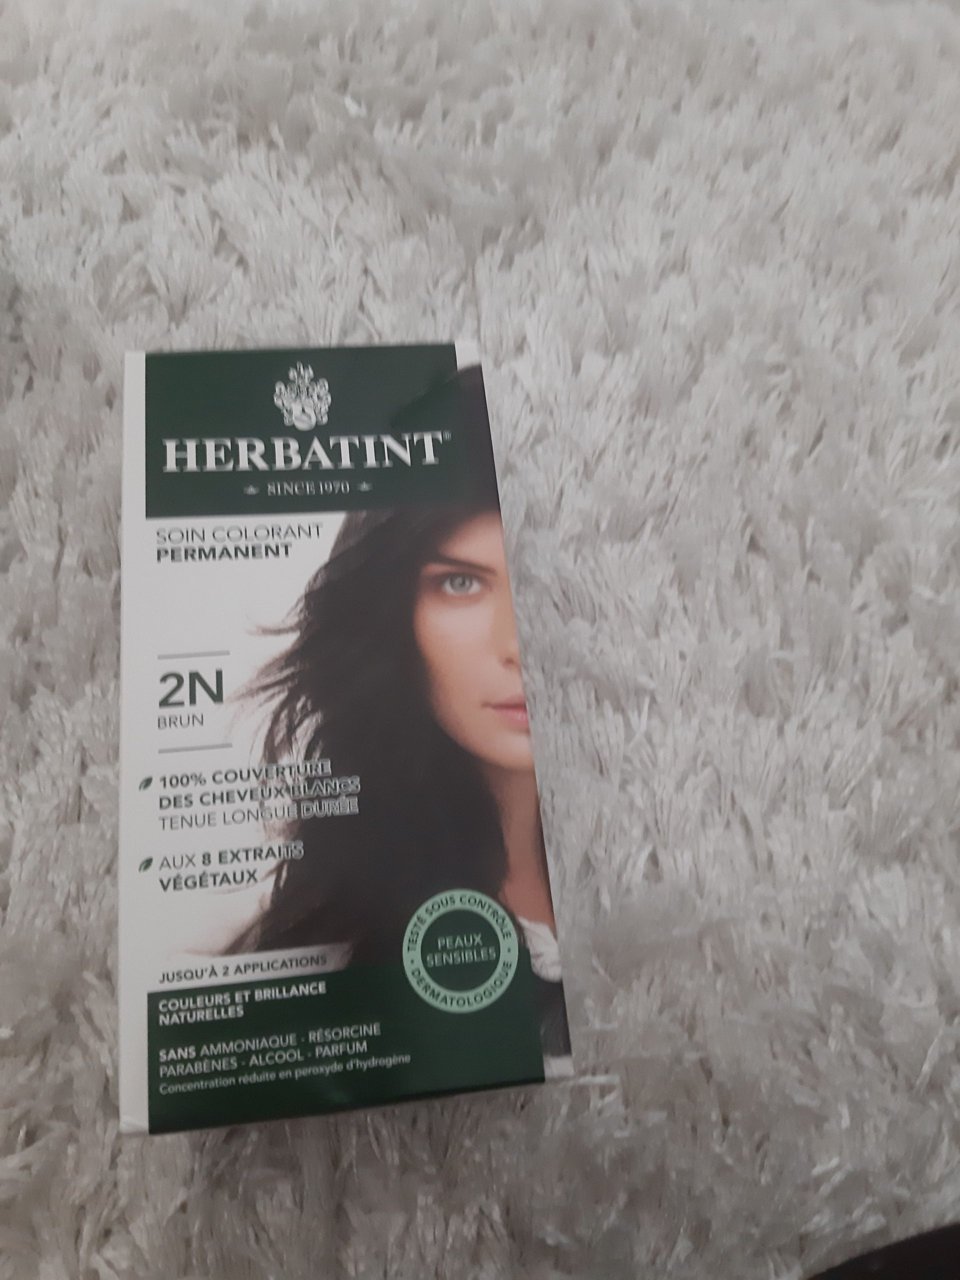 HERBATINT®
SINCE 1970
SOIN COLORANT
PERMANENT
2N
BRUN
100% COUVERTURE
DES CHEVEUX BLANCS
TENUE LONGUE DURÉE
AUX 8 EXTRAITS
VÉGÉTAUX
TESTÉ SOUS CONTRÔLE
PEAUX
SENSIBLES
DERMATOLOGIQUE
JUSQU'À 2 APPLICATIONS
COULEURS ET BRILLANCE
NATURELLES
SANS AMMONIAQUE - RÉSORCINE
PARABÈNES - ALCOOL - PARFUM
Concentration réduite en peroxyde d'hydrogène